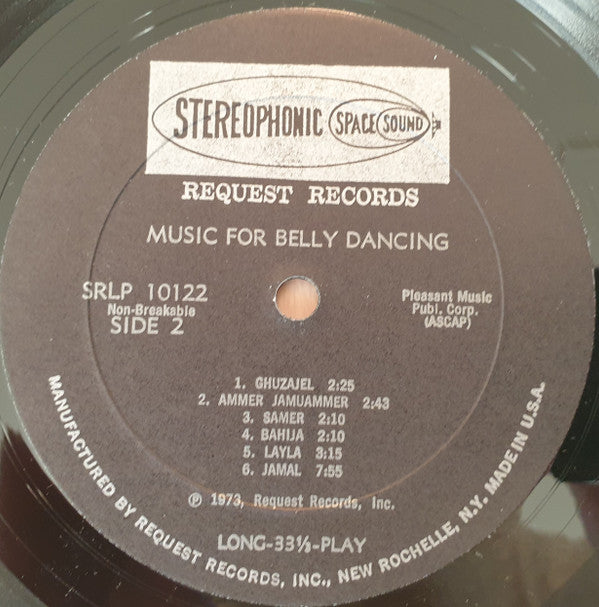 STEREOPHONIC SPACE SOUND
REQUEST RECORDS
MUSIC FOR BELLY DANCING
SRLP 10122
Non-Breakable
SIDE 2
Pleasant Music
Publ. Corp.
(ASCAP)
1. GHUZAJEL 2:25
2. AMMER JAMUAMMER 2:43
3. SAMER 2:10
4. BAHIJA 2:10
5. LAYLA 3:15
6. JAMAL 7:55
℗ 1973, Request Records, Inc.
LONG-33⅓-PLAY
MANUFACTURED BY REQUEST RECORDS, INC., NEW ROCHELLE, N.Y. MADE IN U.S.A.